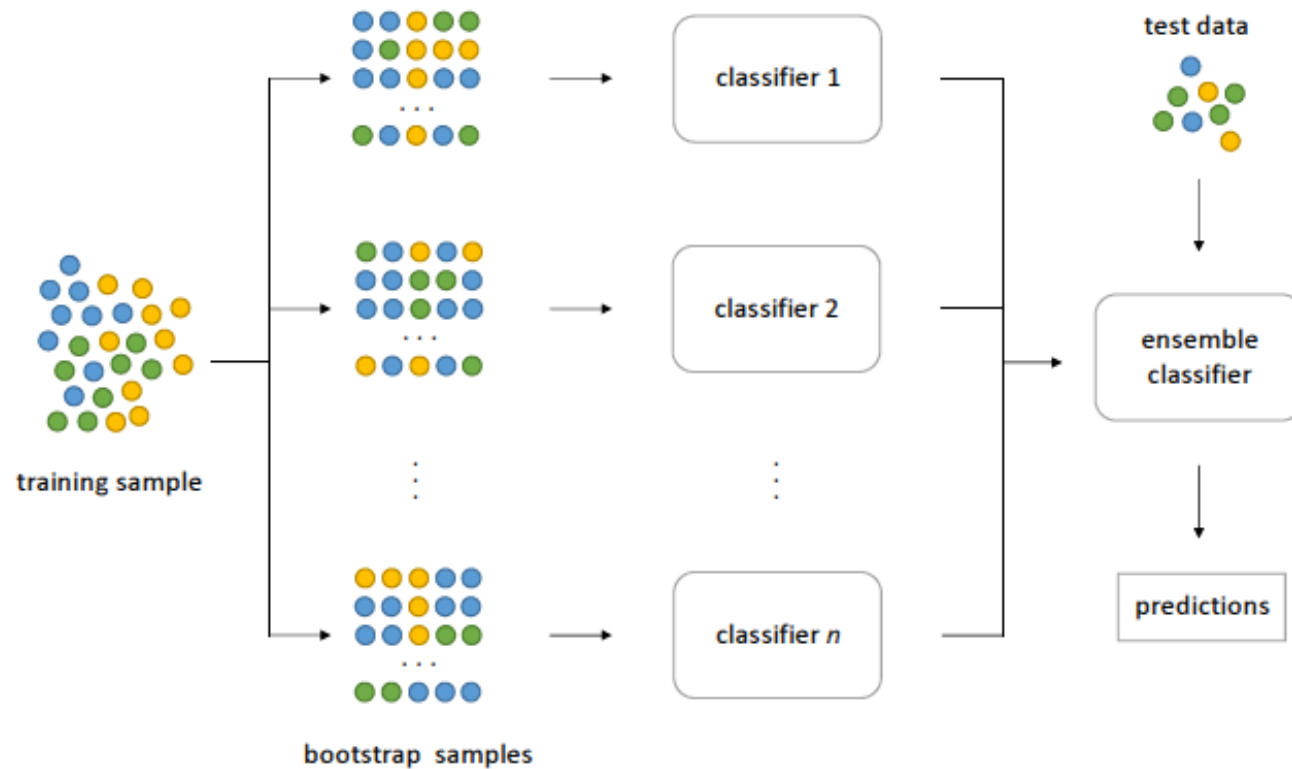 test data
classifier 1
. . .
classifier 2
. . .
ensemble
classifier
training sample
.
.
.
.
.
.
classifier n
predictions
. . .
bootstrap samples